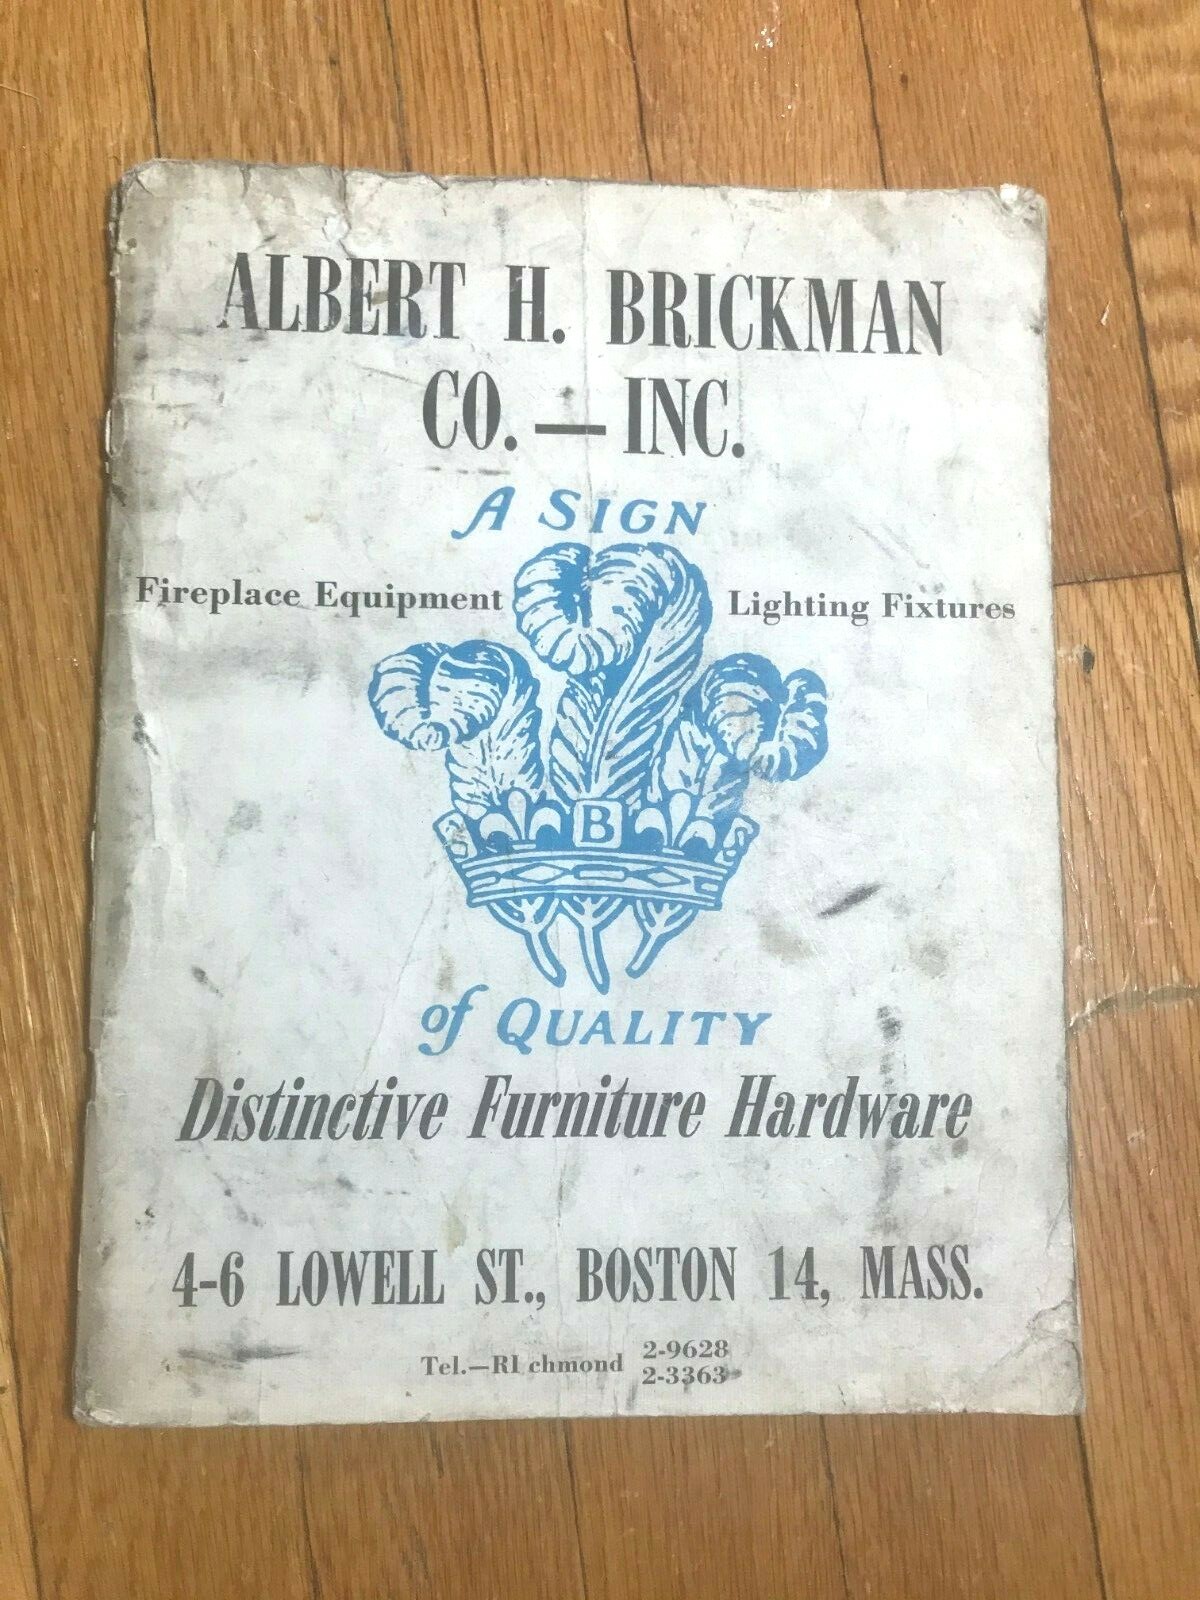 ALBERT H. BRICKMAN
CO. — INC.
A SIGN
Fireplace Equipment
Lighting Fixtures
B
of QUALITY
Distinctive Furniture Hardware
4-6 LOWELL ST., BOSTON 14, MASS.
Tel.—RI chmond 2-9628
2-3363